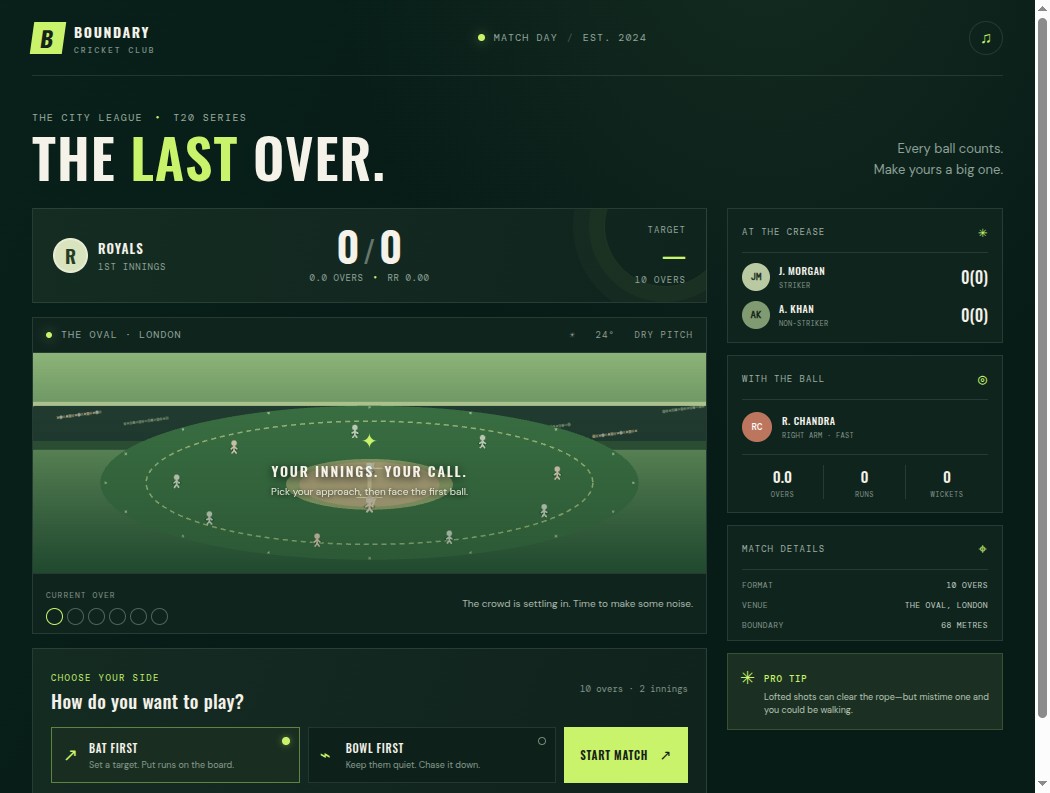 B
BOUNDARY
CRICKET CLUB
MATCH DAY / EST. 2024
THE CITY LEAGUE • T20 SERIES
THE LAST OVER.
Every ball counts.
Make yours a big one.
R
ROYALS
1ST INNINGS
0/0
0.0 OVERS • RR 0.00
TARGET
—
10 OVERS
THE OVAL · LONDON
24° DRY PITCH
YOUR INNINGS. YOUR CALL.
Pick your approach, then face the first ball.
CURRENT OVER
The crowd is settling in. Time to make some noise.
CHOOSE YOUR SIDE
How do you want to play?
10 overs · 2 innings
BAT FIRST
Set a target. Put runs on the board.
BOWL FIRST
Keep them quiet. Chase it down.
START MATCH ↗
AT THE CREASE
JM
J. MORGAN
STRIKER
0(0)
AK
A. KHAN
NON-STRIKER
0(0)
WITH THE BALL
RC
R. CHANDRA
RIGHT ARM · FAST
0.0
OVERS
0
RUNS
0
WICKETS
MATCH DETAILS
FORMAT 10 OVERS
VENUE THE OVAL, LONDON
BOUNDARY 68 METRES
PRO TIP
Lofted shots can clear the rope—but mistime one and
you could be walking.